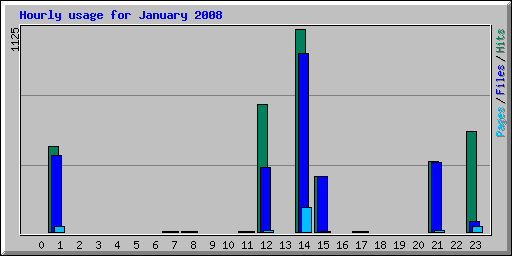 Hourly usage for January 2008
1125
Pages/Files/Hits
0 1 2 3 4 5 6 7 8 9 10 11 12 13 14 15 16 17 18 19 20 21 22 23